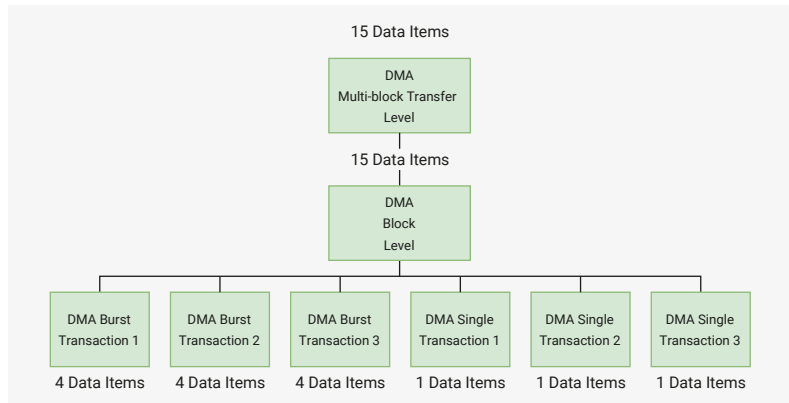 15 Data Items
DMA
Multi-block Transfer
Level
15 Data Items
DMA
Block
Level
DMA Burst
Transaction 1
DMA Burst
Transaction 2
DMA Burst
Transaction 3
DMA Single
Transaction 1
DMA Single
Transaction 2
DMA Single
Transaction 3
4 Data Items
4 Data Items
4 Data Items
1 Data Items
1 Data Items
1 Data Items